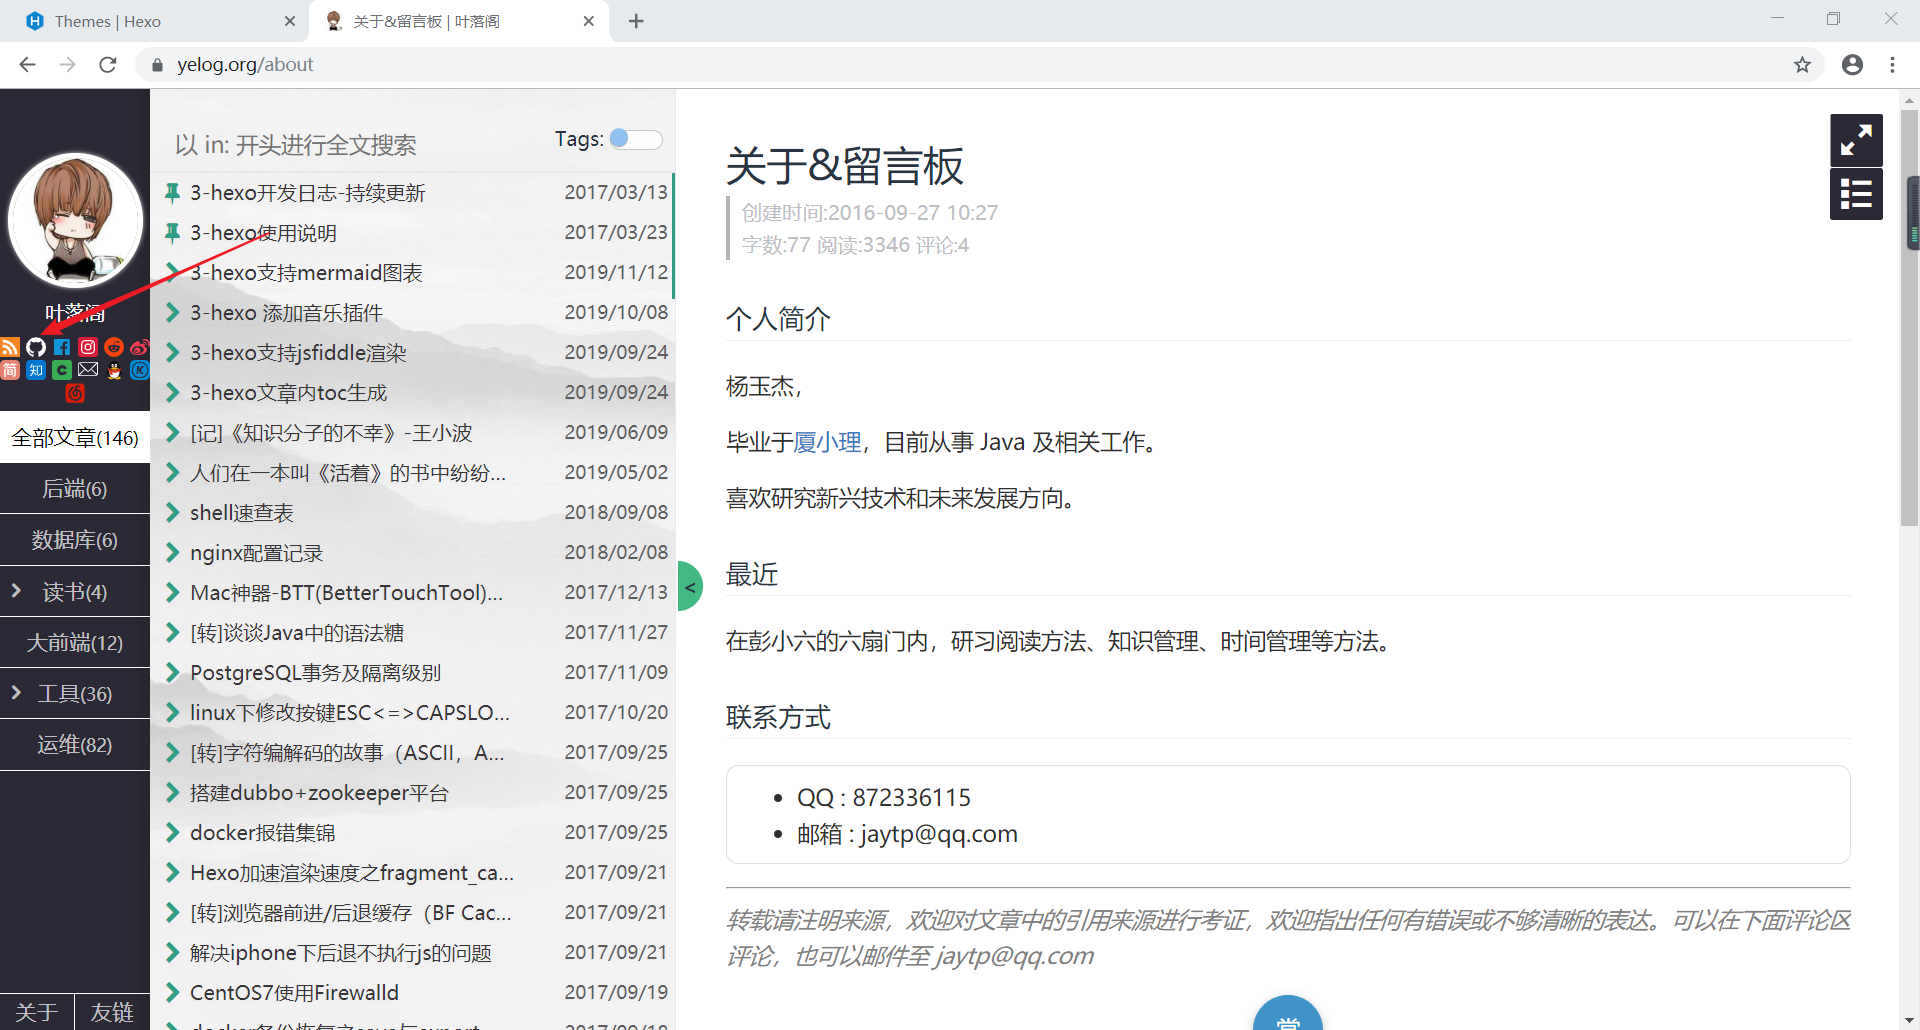 Themes | Hexo
关于&留言板 | 叶落阁
yelog.org/about
叶落阁
简
知
全部文章(146)
后端(6)
数据库(6)
读书(4)
大前端(12)
工具(36)
运维(82)
关于
友链
以 in: 开头进行全文搜索
Tags:
3-hexo开发日志-持续更新 2017/03/13
3-hexo使用说明 2017/03/23
3-hexo支持mermaid图表 2019/11/12
3-hexo 添加音乐插件 2019/10/08
3-hexo支持jsfiddle渲染 2019/09/24
3-hexo文章内toc生成 2019/09/24
[记]《知识分子的不幸》-王小波 2019/06/09
人们在一本叫《活着》的书中纷纷... 2019/05/02
shell速查表 2018/09/08
nginx配置记录 2018/02/08
Mac神器-BTT(BetterTouchTool)... 2017/12/13
[转]谈谈Java中的语法糖 2017/11/27
PostgreSQL事务及隔离级别 2017/11/09
linux下修改按键ESC<=>CAPSLO... 2017/10/20
[转]字符编解码的故事（ASCII，A... 2017/09/25
搭建dubbo+zookeeper平台 2017/09/25
docker报错集锦 2017/09/25
Hexo加速渲染速度之fragment_ca... 2017/09/21
[转]浏览器前进/后退缓存（BF Cac... 2017/09/21
解决iphone下后退不执行js的问题 2017/09/21
CentOS7使用Firewalld 2017/09/19
<
关于&留言板
创建时间:2016-09-27 10:27
字数:77 阅读:3346 评论:4
个人简介
杨玉杰，
毕业于厦小理，目前从事 Java 及相关工作。
喜欢研究新兴技术和未来发展方向。
最近
在彭小六的六扇门内，研习阅读方法、知识管理、时间管理等方法。
联系方式
QQ : 872336115
邮箱 : jaytp@qq.com
转载请注明来源，欢迎对文章中的引用来源进行考证，欢迎指出任何有错误或不够清晰的表达。可以在下面评论区
评论，也可以邮件至 jaytp@qq.com